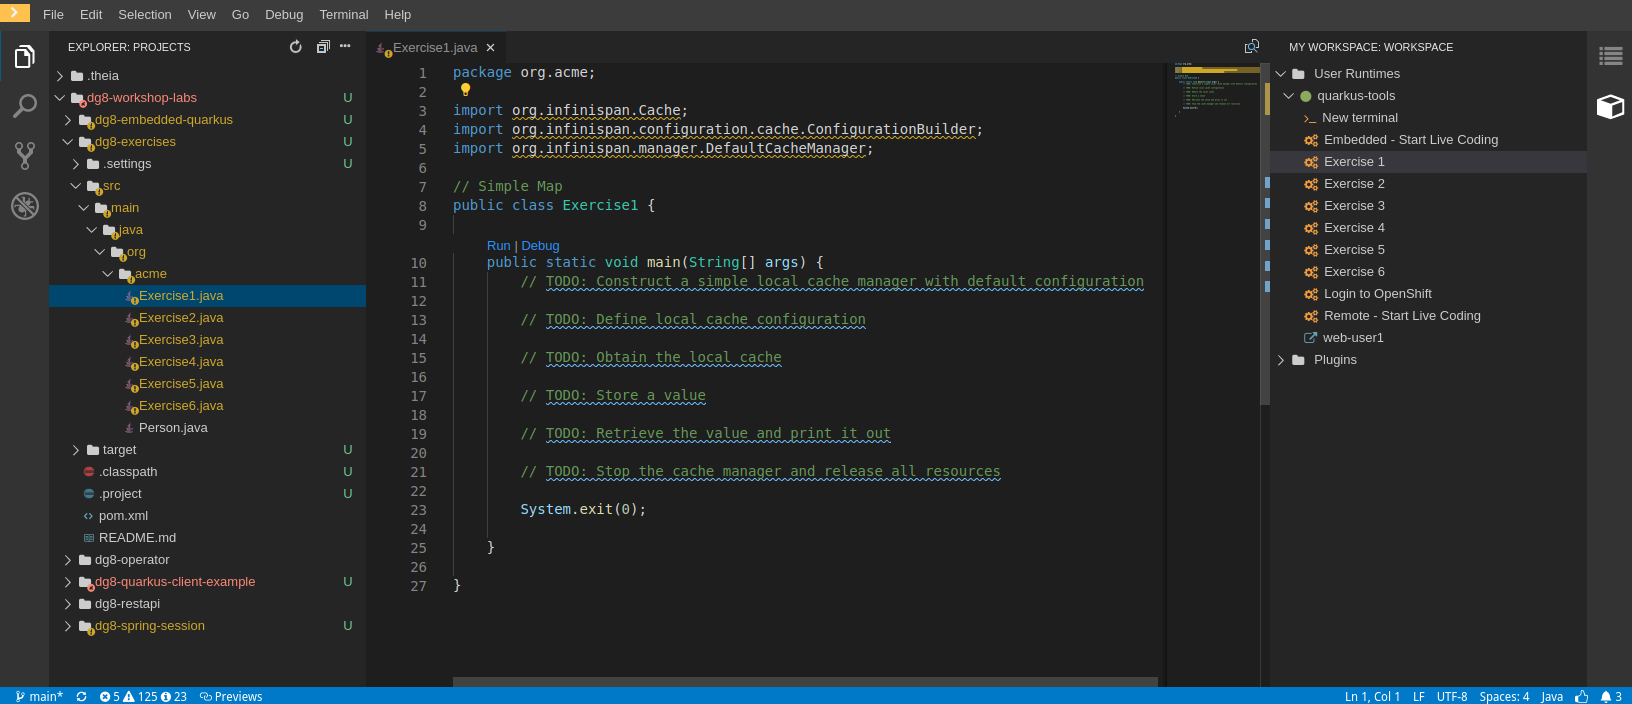 File Edit Selection View Go Debug Terminal Help
EXPLORER: PROJECTS
.theia
dg8-workshop-labs U
dg8-embedded-quarkus U
dg8-exercises U
.settings U
src
main
java
org
acme
Exercise1.java
Exercise2.java
Exercise3.java
Exercise4.java
Exercise5.java
Exercise6.java
Person.java
target U
.classpath U
.project U
pom.xml
README.md
dg8-operator
dg8-quarkus-client-example U
dg8-restapi
dg8-spring-session U
Exercise1.java
1 package org.acme;
2
3 import org.infinispan.Cache;
4 import org.infinispan.configuration.cache.ConfigurationBuilder;
5 import org.infinispan.manager.DefaultCacheManager;
6
7 // Simple Map
8 public class Exercise1 {
9
Run | Debug
10 public static void main(String[] args) {
11 // TODO: Construct a simple local cache manager with default configuration
12
13 // TODO: Define local cache configuration
14
15 // TODO: Obtain the local cache
16
17 // TODO: Store a value
18
19 // TODO: Retrieve the value and print it out
20
21 // TODO: Stop the cache manager and release all resources
22
23 System.exit(0);
24
25 }
26
27 }
MY WORKSPACE: WORKSPACE
User Runtimes
quarkus-tools
New terminal
Embedded - Start Live Coding
Exercise 1
Exercise 2
Exercise 3
Exercise 4
Exercise 5
Exercise 6
Login to OpenShift
Remote - Start Live Coding
web-user1
Plugins
main* 5 125 23 Previews
Ln 1, Col 1 LF UTF-8 Spaces: 4 Java 3